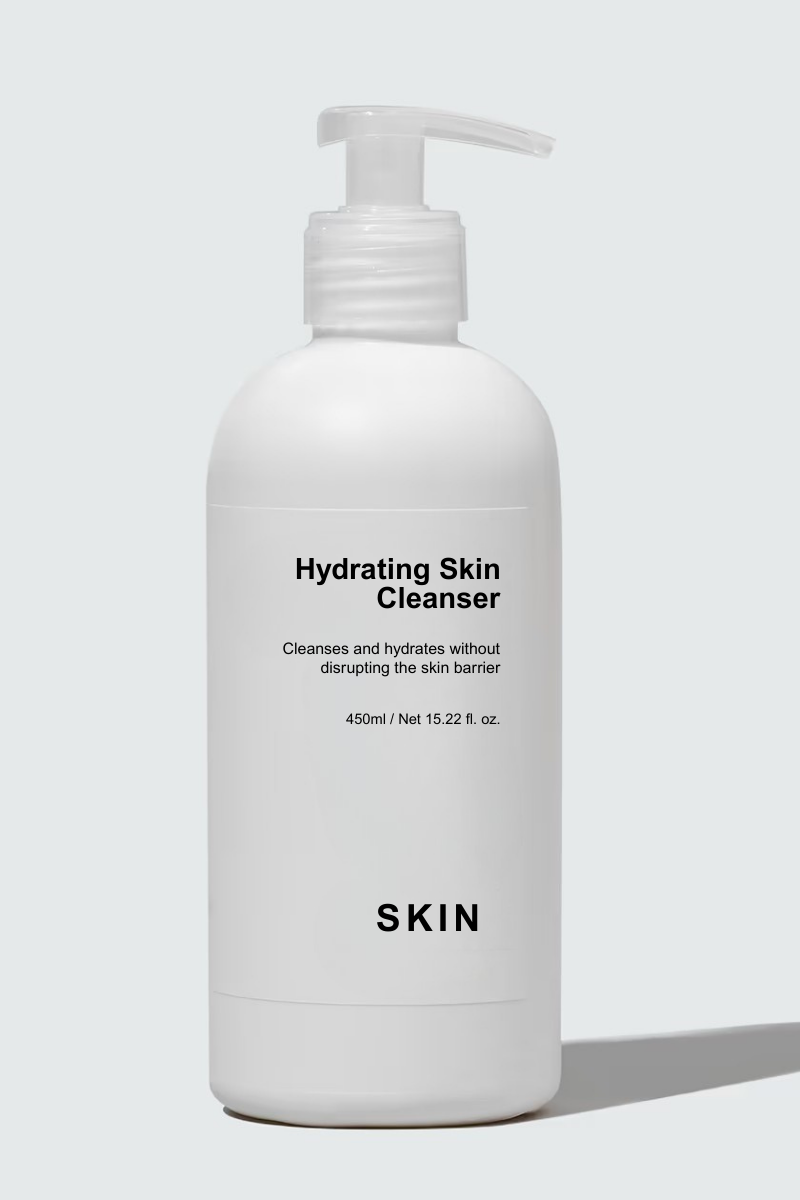 Hydrating Skin
Cleanser
Cleanses and hydrates without
disrupting the skin barrier
450ml / Net 15.22 fl. oz.
SKIN